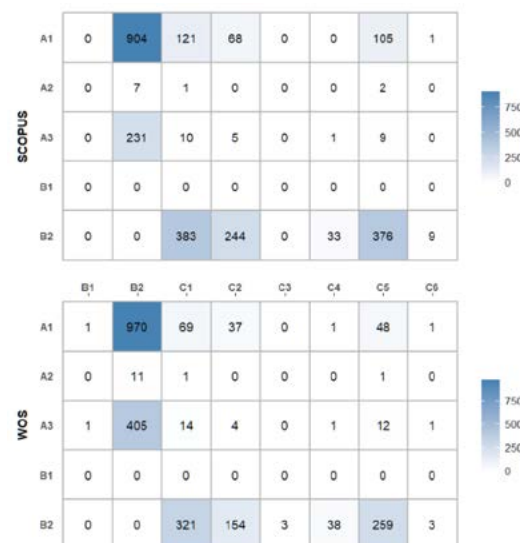 A1 0 904 121 68 0 0 105 1
A2 0 7 1 0 0 0 2 0
750
SCOPUS
A3 0 231 10 5 0 1 9 0
500
250
B1 0 0 0 0 0 0 0 0
0
B2 0 0 383 244 0 33 376 9
B1 B2 C1 C2 C3 C4 C5 C6
A1 1 970 69 37 0 1 48 1
A2 0 11 1 0 0 0 1 0
750
WOS
A3 1 405 14 4 0 1 12 1
500
250
B1 0 0 0 0 0 0 0 0
0
B2 0 0 321 154 3 38 259 3